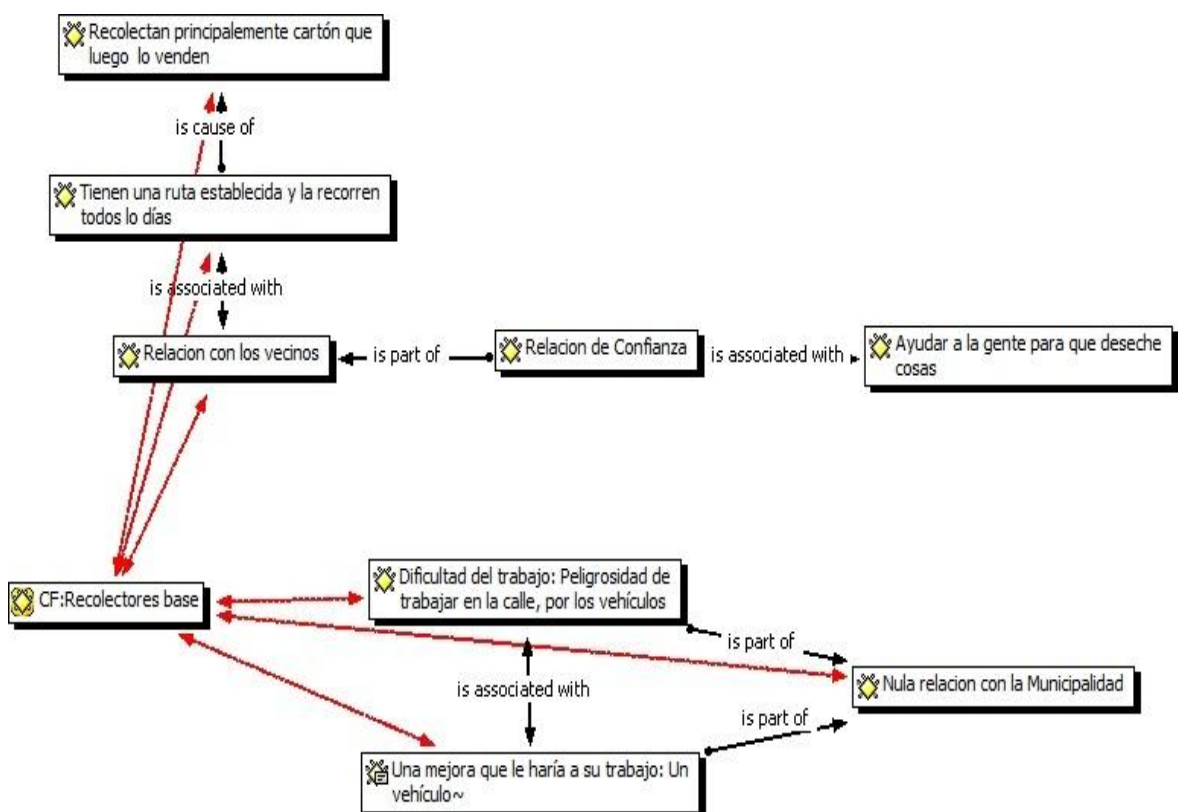 Recolectan principalmente cartón que
luego lo venden
is cause of
Tienen una ruta establecida y la recorren
todos lo días
is associated with
Relacion con los vecinos
is part of
Relacion de Confianza
is associated with
Ayudar a la gente para que deseche
cosas
CF:Recolectores base
Dificultad del trabajo: Peligrosidad de
trabajar en la calle, por los vehículos
is part of
is associated with
Nula relacion con la Municipalidad
is part of
Una mejora que le haría a su trabajo: Un
vehículo~